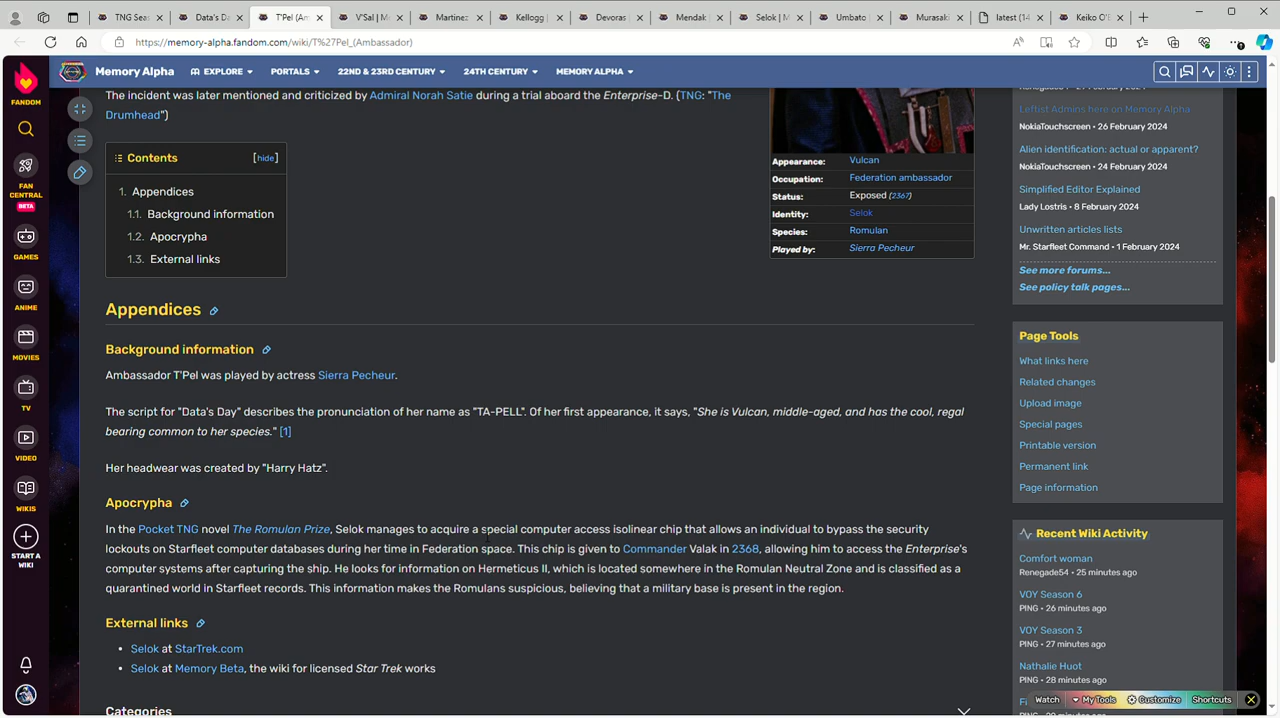 TNG Sea
Data's Da
T'Pel (Am
V'Sal | M
Martinez
Kellogg |
Devoras
Mendak |
Selok | M
Umbato |
Murasaki
latest (14
Keiko O'E
https://memory-alpha.fandom.com/wiki/T%27Pel_(Ambassador)
FANDOM
FAN CENTRAL
BETA
GAMES
ANIME
MOVIES
TV
VIDEO
WIKIS
START A WIKI
Memory Alpha
EXPLORE
PORTALS
22ND & 23RD CENTURY
24TH CENTURY
MEMORY ALPHA
The incident was later mentioned and criticized by Admiral Norah Satie during a trial aboard the Enterprise-D. (TNG: "The
Drumhead")
Contents [hide]
1. Appendices
1.1. Background information
1.2. Apocrypha
1.3. External links
Appearance: Vulcan
Occupation: Federation ambassador
Status: Exposed (2367)
Identity: Selok
Species: Romulan
Played by: Sierra Pecheur
Appendices
Background information
Ambassador T'Pel was played by actress Sierra Pecheur.
The script for "Data's Day" describes the pronunciation of her name as "TA-PELL". Of her first appearance, it says, "She is Vulcan, middle-aged, and has the cool, regal
bearing common to her species." [1]
Her headwear was created by "Harry Hatz".
Apocrypha
In the Pocket TNG novel The Romulan Prize, Selok manages to acquire a special computer access isolinear chip that allows an individual to bypass the security
lockouts on Starfleet computer databases during her time in Federation space. This chip is given to Commander Valak in 2368, allowing him to access the Enterprise's
computer systems after capturing the ship. He looks for information on Hermeticus II, which is located somewhere in the Romulan Neutral Zone and is classified as a
quarantined world in Starfleet records. This information makes the Romulans suspicious, believing that a military base is present in the region.
External links
• Selok at StarTrek.com
• Selok at Memory Beta, the wiki for licensed Star Trek works
Categories
Leftist Admins here on Memory Alpha
NokiaTouchscreen • 26 February 2024
Alien identification: actual or apparent?
NokiaTouchscreen • 24 February 2024
Simplified Editor Explained
Lady Lostris • 8 February 2024
Unwritten articles lists
Mr. Starfleet Command • 1 February 2024
See more forums...
See policy talk pages...
Page Tools
What links here
Related changes
Upload image
Special pages
Printable version
Permanent link
Page information
Recent Wiki Activity
Comfort woman
Renegade54 • 25 minutes ago
VOY Season 6
PING • 26 minutes ago
VOY Season 3
PING • 27 minutes ago
Nathalie Huot
PING • 28 minutes ago
Watch
My Tools
Customize
Shortcuts